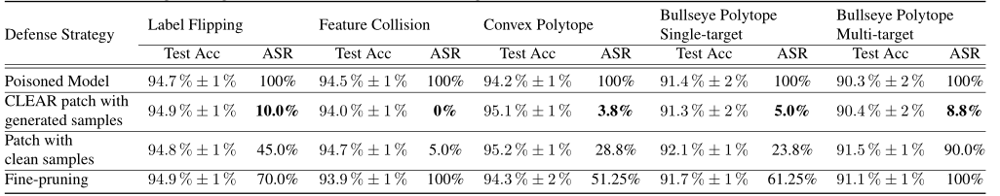 Defense Strategy Label Flipping Feature Collision Convex Polytope Bullseye Polytope Single-target Bullseye Polytope Multi-target
Test Acc ASR Test Acc ASR Test Acc ASR Test Acc ASR Test Acc ASR
Poisoned Model 94.7 % ± 1 % 100% 94.5 % ± 1 % 100% 94.2 % ± 1 % 100% 91.4 % ± 2 % 100% 90.3 % ± 2 % 100%
CLEAR patch with
generated samples 94.9 % ± 1 % 10.0% 94.0 % ± 1 % 0% 95.1 % ± 1 % 3.8% 91.3 % ± 2 % 5.0% 90.4 % ± 2 % 8.8%
Patch with
clean samples 94.8 % ± 1 % 45.0% 94.7 % ± 1 % 5.0% 95.2 % ± 1 % 28.8% 92.1 % ± 1 % 23.8% 91.5 % ± 1 % 90.0%
Fine-pruning 94.9 % ± 1 % 70.0% 93.9 % ± 1 % 100% 94.3 % ± 2 % 51.25% 91.7 % ± 1 % 61.25% 91.1 % ± 1 % 100%